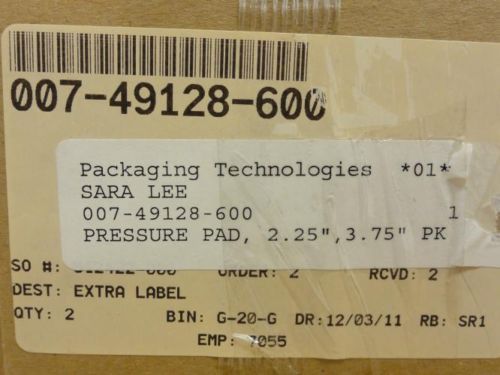 007-49128-600
Packaging Technologies *01*
SARA LEE
007-49128-600 1
PRESSURE PAD, 2.25",3.75" PK
SO #: ORDER: 2 RCVD: 2
DEST: EXTRA LABEL
QTY: 2 BIN: G-20-G DR:12/03/11 RB: SR1
EMP: 7055